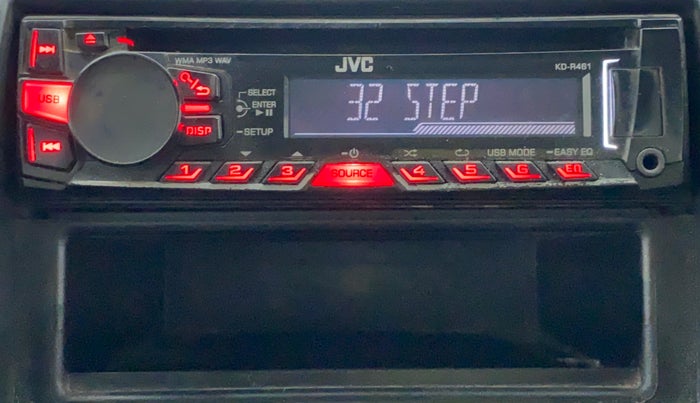 WMA MP3 WAV
JVC
KD-R461
USB
DISP
SELECT
ENTER
SETUP
32 STEP
USB MODE
EASY EQ
1
2
3
SOURCE
4
5
6
EQ